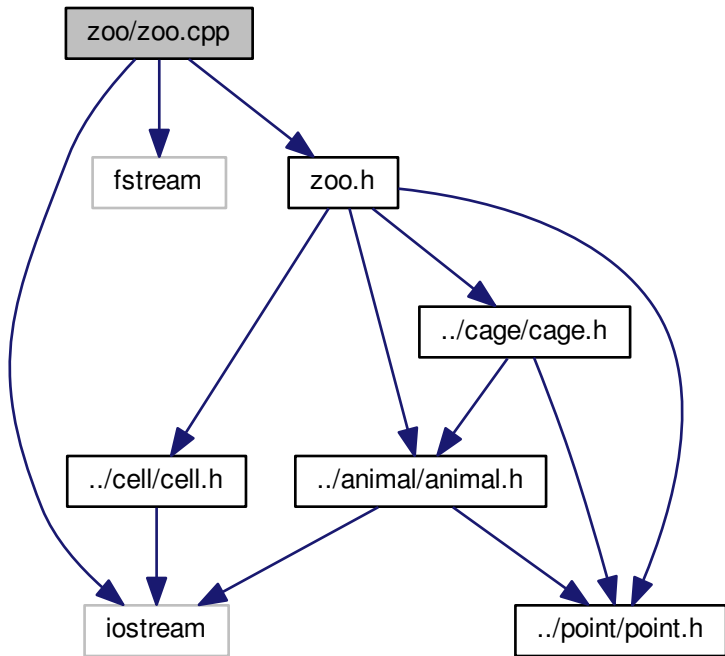 zoo/zoo.cpp
fstream
zoo.h
../cage/cage.h
../cell/cell.h
../animal/animal.h
iostream
../point/point.h